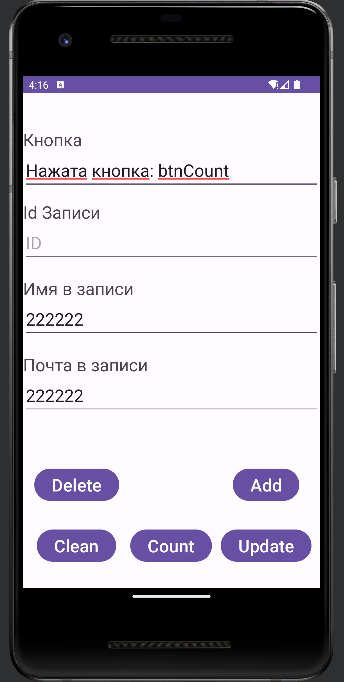 4:16
Кнопка
Нажата кнопка: btnCount
Id Записи
ID
Имя в записи
222222
Почта в записи
222222
Delete Add
Clean Count Update